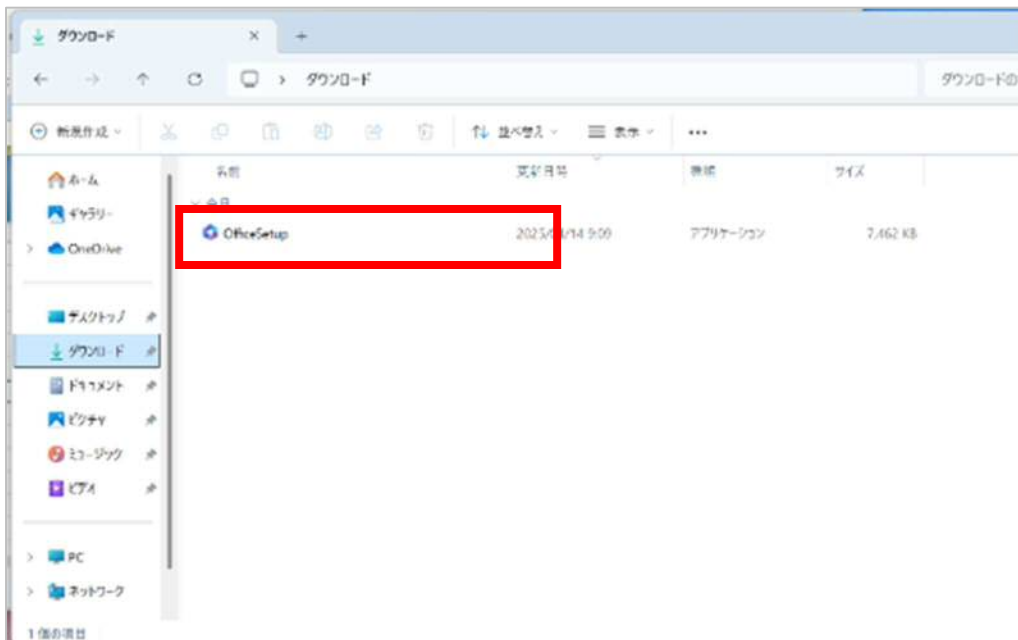 ダウンロード
ダウンロード ダウンロードの
新規作成 並べ替え 表示
名前 更新日時 種類 サイズ
今日
OfficeSetup アプリケーション 7,462 KB
ホーム
ギャラリー
OneDrive
デスクトップ
ダウンロード
ドキュメント
ピクチャ
ミュージック
ビデオ
PC
ネットワーク
1 個の項目